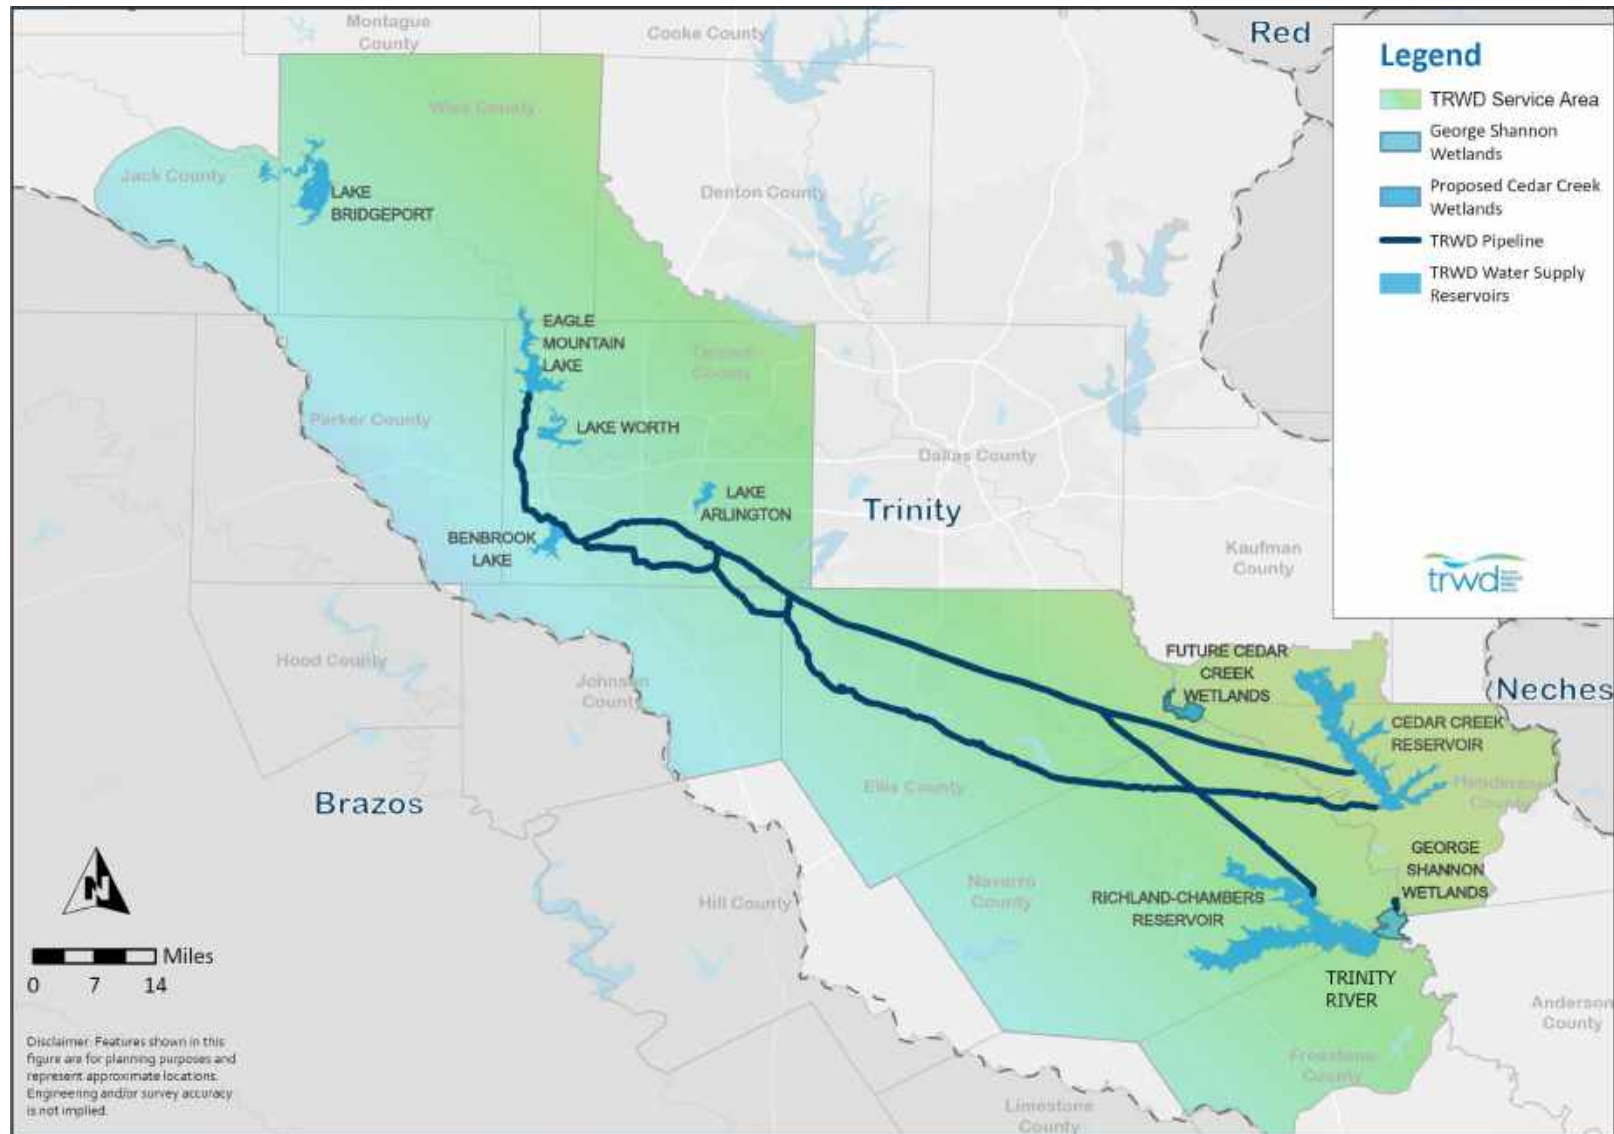 Montague
County
Cooke County
Red
Legend
TRWD Service Area
George Shannon
Wetlands
Proposed Cedar Creek
Wetlands
TRWD Pipeline
TRWD Water Supply
Reservoirs
trwd
Wise County
Jack County
LAKE
BRIDGEPORT
Denton County
EAGLE
MOUNTAIN
LAKE
Tarrant
County
Parker County
LAKE WORTH
Dallas County
LAKE
ARLINGTON
Trinity
BENBROOK
LAKE
Kaufman
County
Hood County
Johnson
County
FUTURE CEDAR
CREEK
WETLANDS
Neches
CEDAR CREEK
RESERVOIR
Henderson
County
Ellis County
Brazos
GEORGE
SHANNON
WETLANDS
Navarro
County
RICHLAND-CHAMBERS
RESERVOIR
Hill County
TRINITY
RIVER
Anderson
County
Freestone
County
Limestone
County
N
Miles
0 7 14
Disclaimer: Features shown in this
figure are for planning purposes and
represent approximate locations.
Engineering and/or survey accuracy
is not implied.